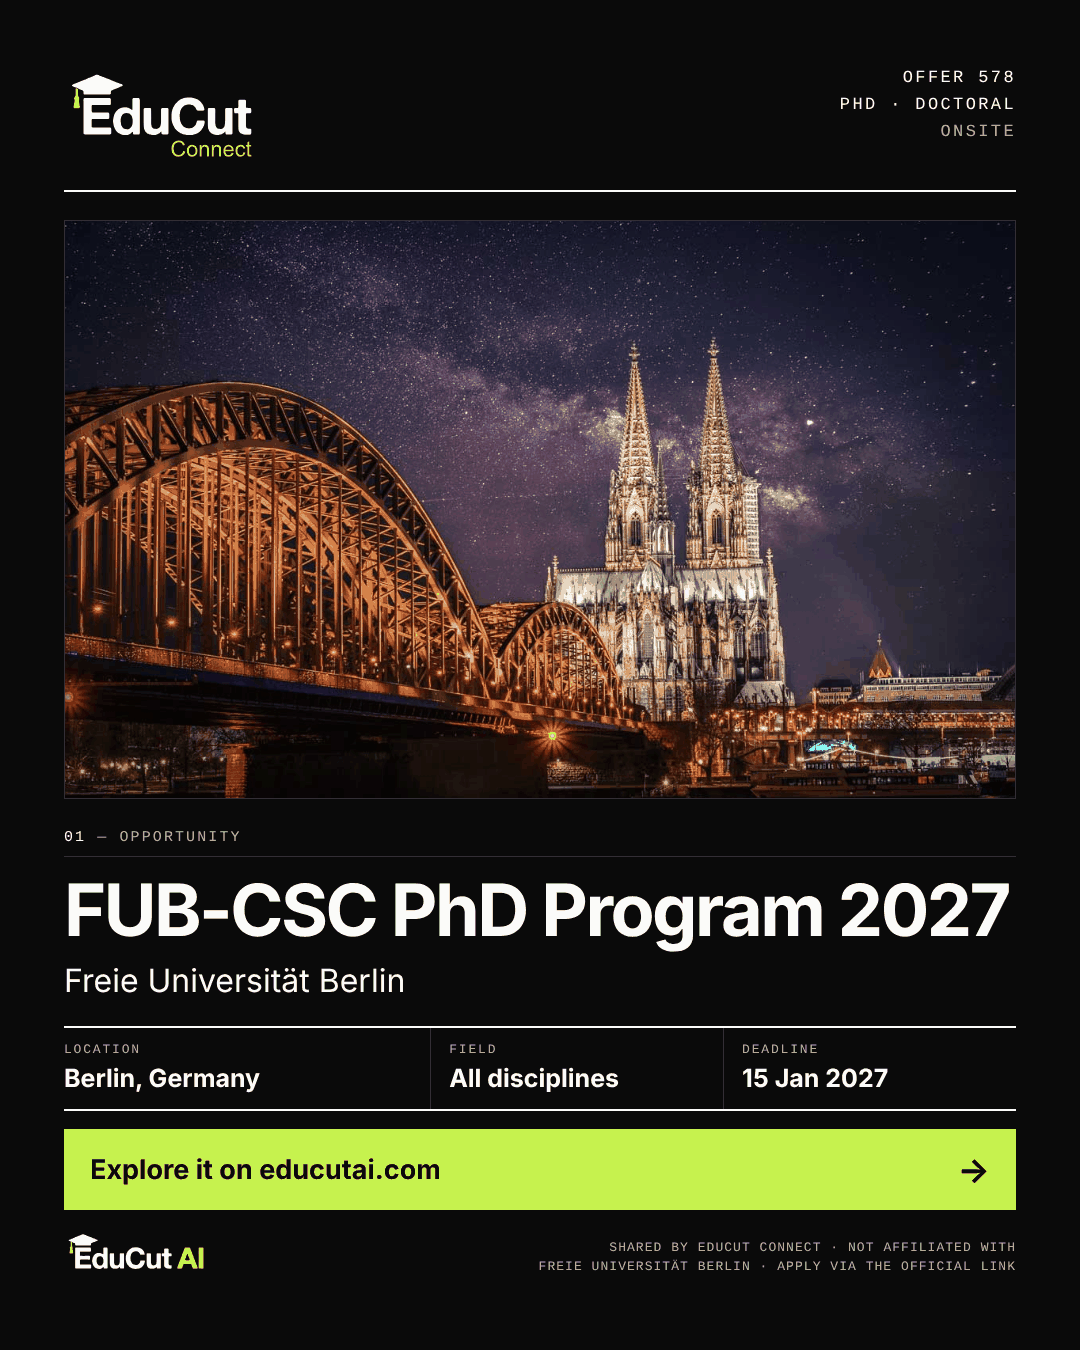 EduCut
Connect
OFFER 578
PHD · DOCTORAL
ONSITE
01 — OPPORTUNITY
FUB-CSC PhD Program 2027
Freie Universität Berlin
LOCATION
Berlin, Germany
FIELD
All disciplines
DEADLINE
15 Jan 2027
Explore it on educutai.com →
EduCut AI
SHARED BY EDUCUT CONNECT · NOT AFFILIATED WITH
FREIE UNIVERSITÄT BERLIN · APPLY VIA THE OFFICIAL LINK